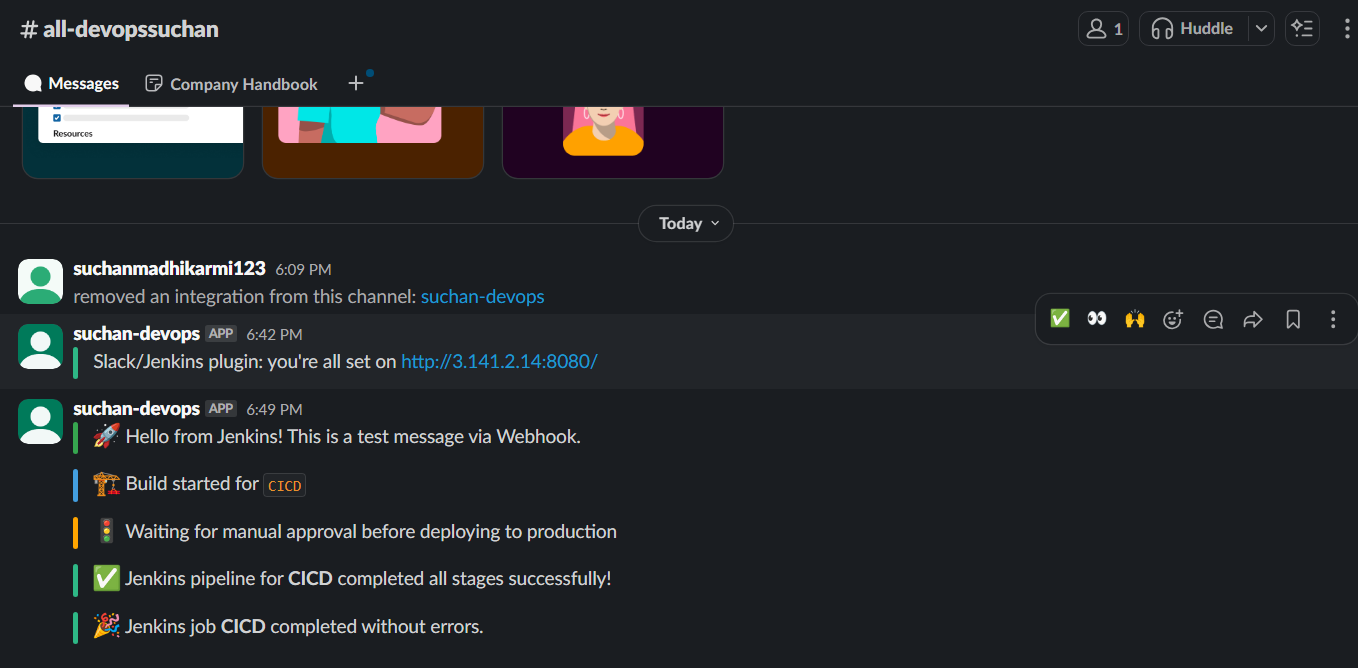 # all-devopssuchan
1
Huddle
Messages
Company Handbook
Resources
Today
suchanmadhikarmi123 6:09 PM
removed an integration from this channel: suchan-devops
suchan-devops APP 6:42 PM
Slack/Jenkins plugin: you're all set on http://3.141.2.14:8080/
suchan-devops APP 6:49 PM
🚀 Hello from Jenkins! This is a test message via Webhook.
🏗️ Build started for CICD
🚦 Waiting for manual approval before deploying to production
✅ Jenkins pipeline for CICD completed all stages successfully!
🎉 Jenkins job CICD completed without errors.